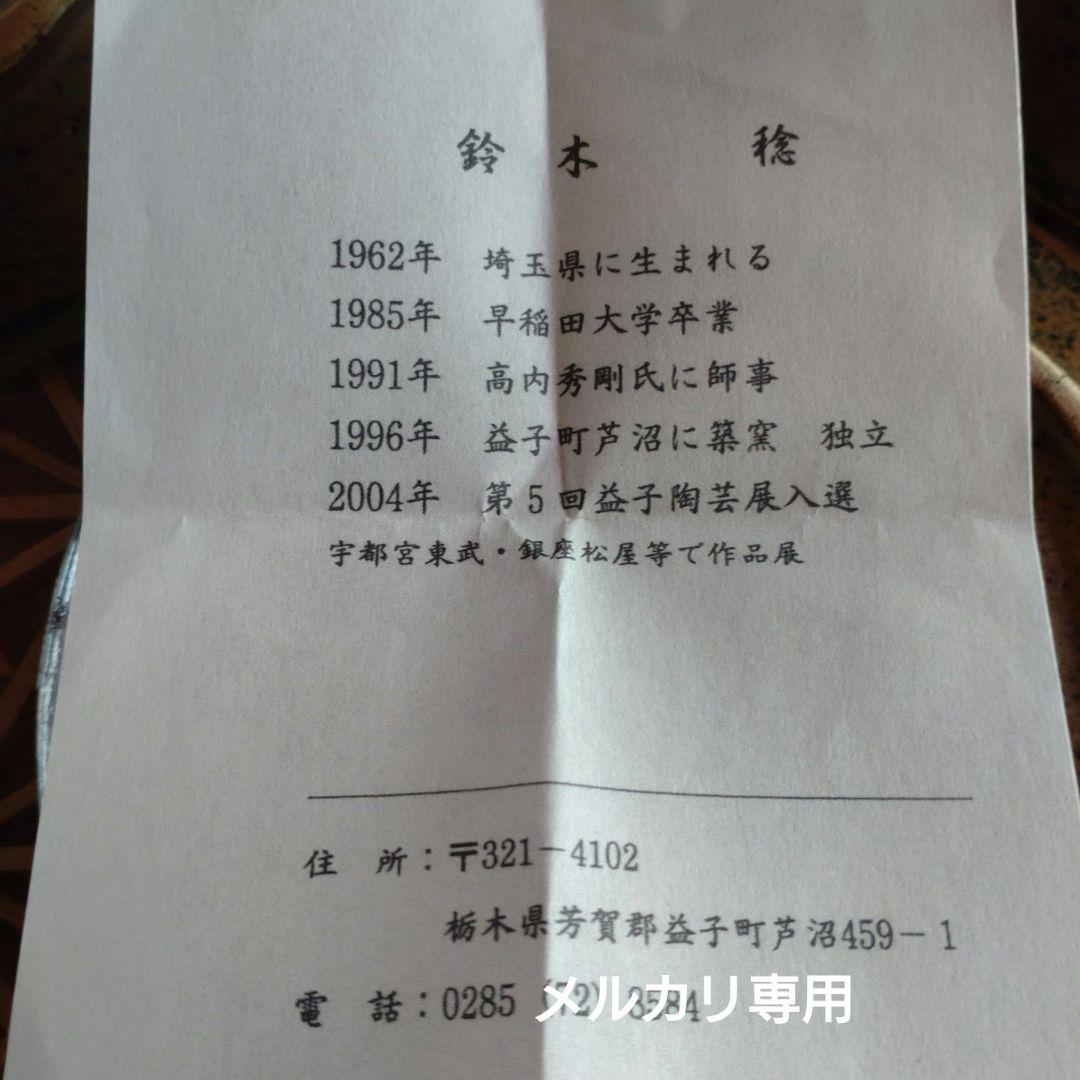 鈴木 稔
1962年 埼玉県に生まれる
1985年 早稲田大学卒業
1991年 高内秀剛氏に師事
1996年 益子町芦沼に築窯 独立
2004年 第5回益子陶芸展入選
宇都宮東武・銀座松屋等で作品展
住 所：〒321－4102
栃木県芳賀郡益子町芦沼459－1
電 話：0285（72）3584
メルカリ専用